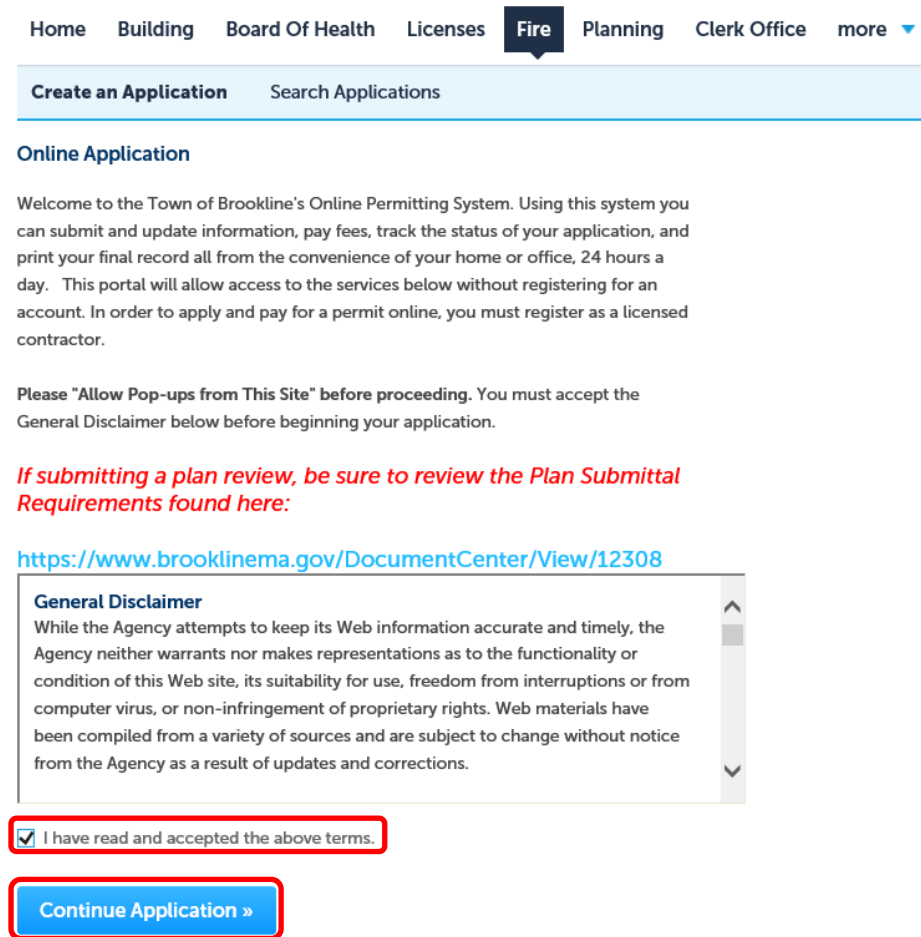 Home Building Board Of Health Licenses Fire Planning Clerk Office more
Create an Application Search Applications
Online Application
Welcome to the Town of Brookline's Online Permitting System. Using this system you
can submit and update information, pay fees, track the status of your application, and
print your final record all from the convenience of your home or office, 24 hours a
day. This portal will allow access to the services below without registering for an
account. In order to apply and pay for a permit online, you must register as a licensed
contractor.
Please "Allow Pop-ups from This Site" before proceeding. You must accept the
General Disclaimer below before beginning your application.
If submitting a plan review, be sure to review the Plan Submittal
Requirements found here:
https://www.brooklinema.gov/DocumentCenter/View/12308
General Disclaimer
While the Agency attempts to keep its Web information accurate and timely, the
Agency neither warrants nor makes representations as to the functionality or
condition of this Web site, its suitability for use, freedom from interruptions or from
computer virus, or non-infringement of proprietary rights. Web materials have
been compiled from a variety of sources and are subject to change without notice
from the Agency as a result of updates and corrections.
I have read and accepted the above terms.
Continue Application »